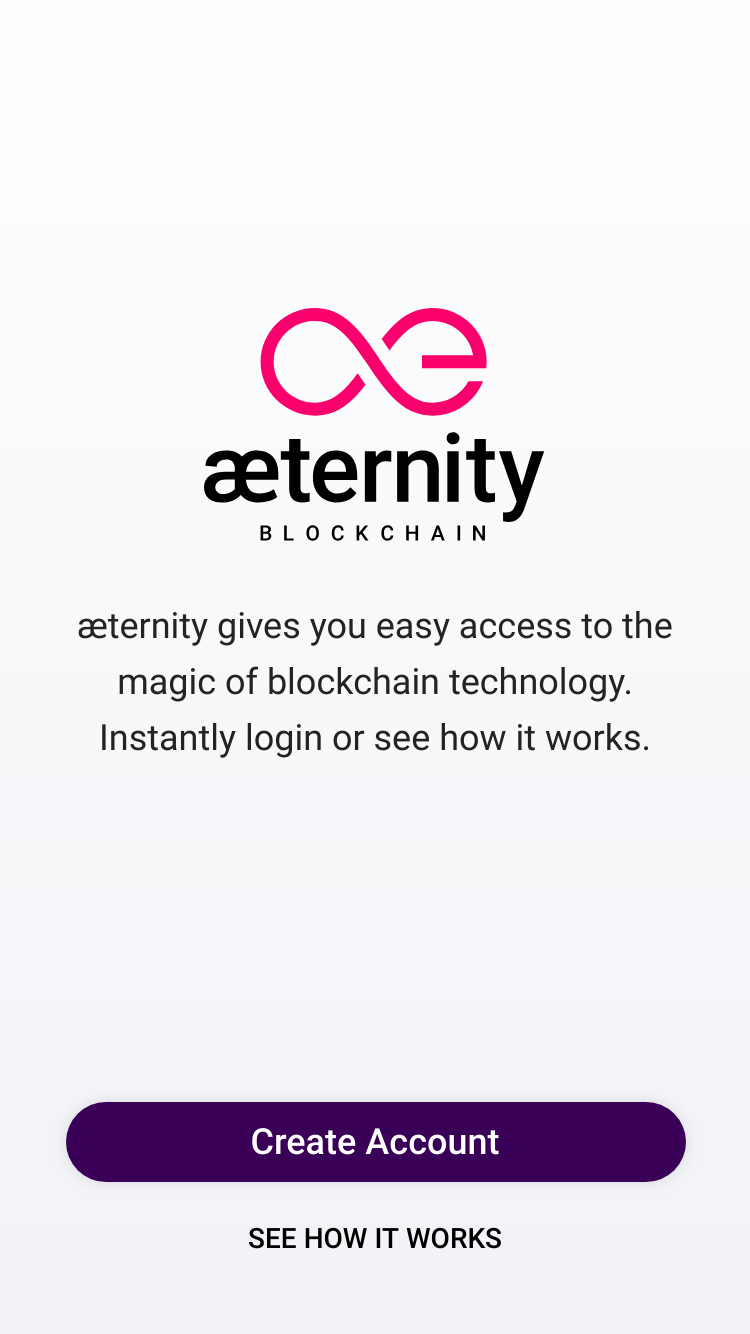 æternity
BLOCKCHAIN
æternity gives you easy access to the
magic of blockchain technology.
Instantly login or see how it works.
Create Account
SEE HOW IT WORKS